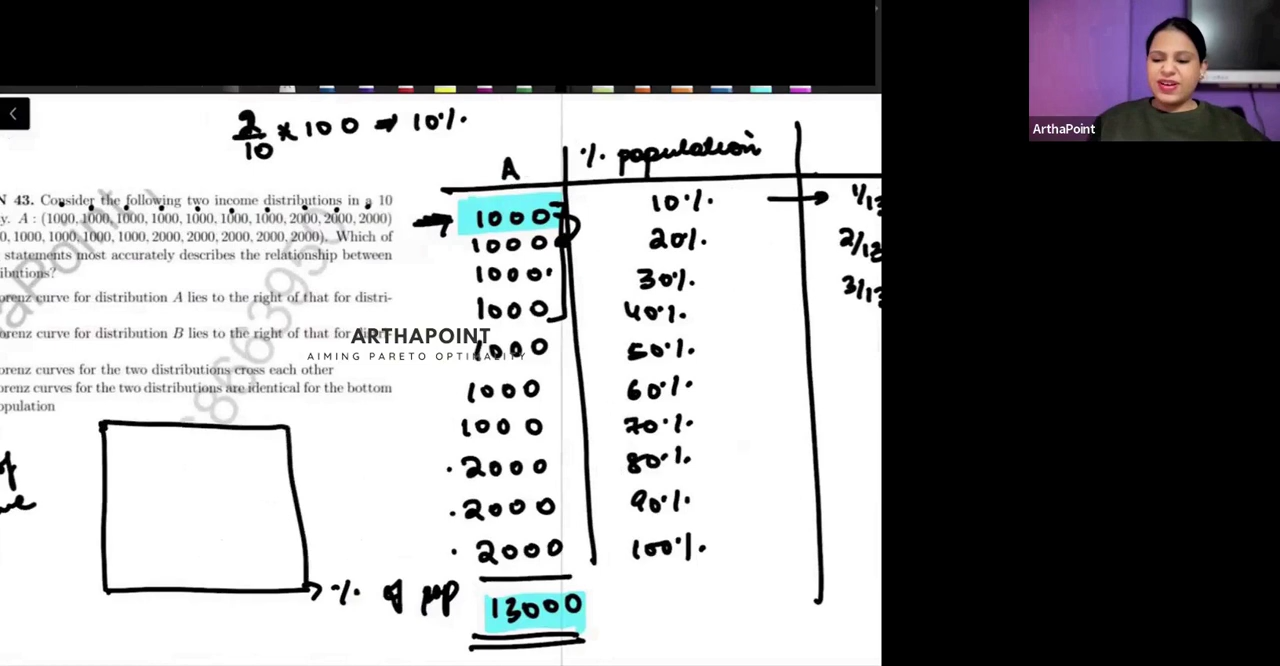 2/10 × 100 → 10%.
A
% population
N 43. Consider the following two income distributions in a 10
y. A : (1000, 1000, 1000, 1000, 1000, 1000, 1000, 2000, 2000, 2000)
0, 1000, 1000, 1000, 1000, 2000, 2000, 2000, 2000, 2000). Which of
statements most accurately describes the relationship between
ibutions?
orenz curve for distribution A lies to the right of that for distri-
orenz curve for distribution B lies to the right of that for
orenz curves for the two distributions cross each other
orenz curves for the two distributions are identical for the bottom
opulation
1000 10% → 1/13
1000 20% 2/13
1000 30% 3/13
1000 40%
1000 50%
1000 60%
1000 70%
2000 80%
2000 90%
2000 100%
13000
of
% of pop
ARTHAPOINT
AIMING PARETO OPTIMALITY
ArthaPoint